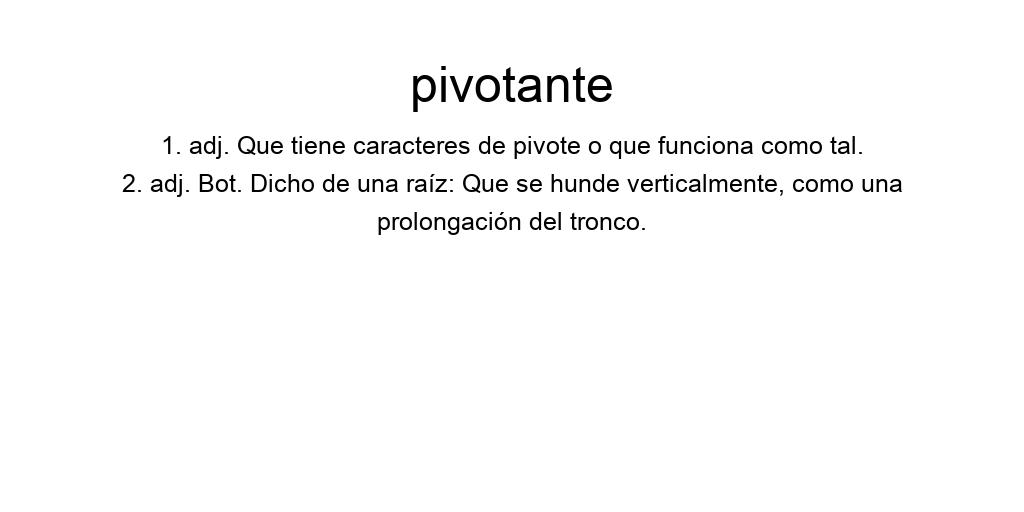 pivotante
1. adj. Que tiene caracteres de pivote o que funciona como tal.
2. adj. Bot. Dicho de una raíz: Que se hunde verticalmente, como una
prolongación del tronco.